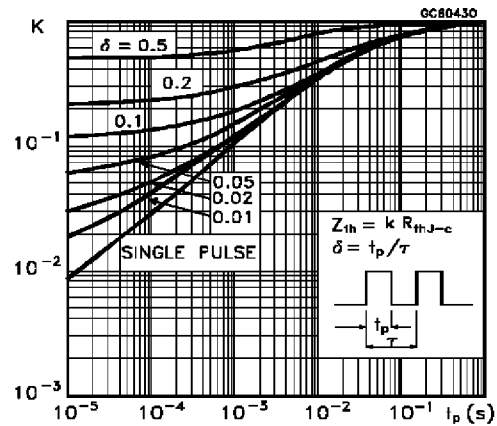 GC80430
K
δ = 0.5
0.2
0.1
10⁻¹
0.05
0.02
0.01
SINGLE PULSE
10⁻²
Zth = k RthJ-c
δ = tp/τ
tp
τ
10⁻³
10⁻⁵ 10⁻⁴ 10⁻³ 10⁻² 10⁻¹ tp(s)